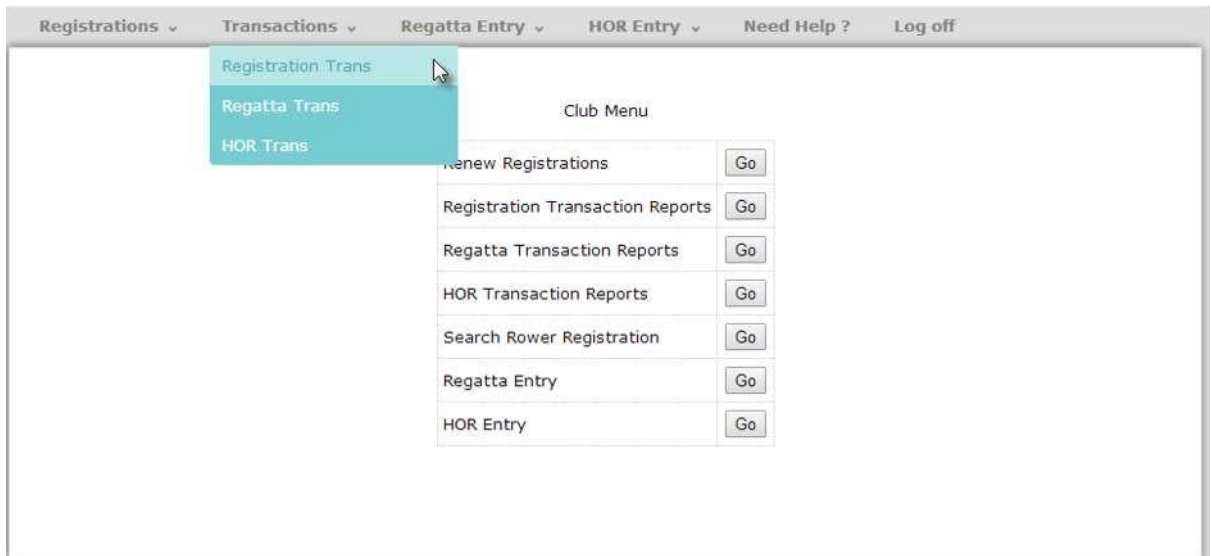 Registrations Transactions Regatta Entry HOR Entry Need Help ? Log off
Registration Trans
Regatta Trans
HOR Trans
Club Menu
Renew Registrations Go
Registration Transaction Reports Go
Regatta Transaction Reports Go
HOR Transaction Reports Go
Search Rower Registration Go
Regatta Entry Go
HOR Entry Go